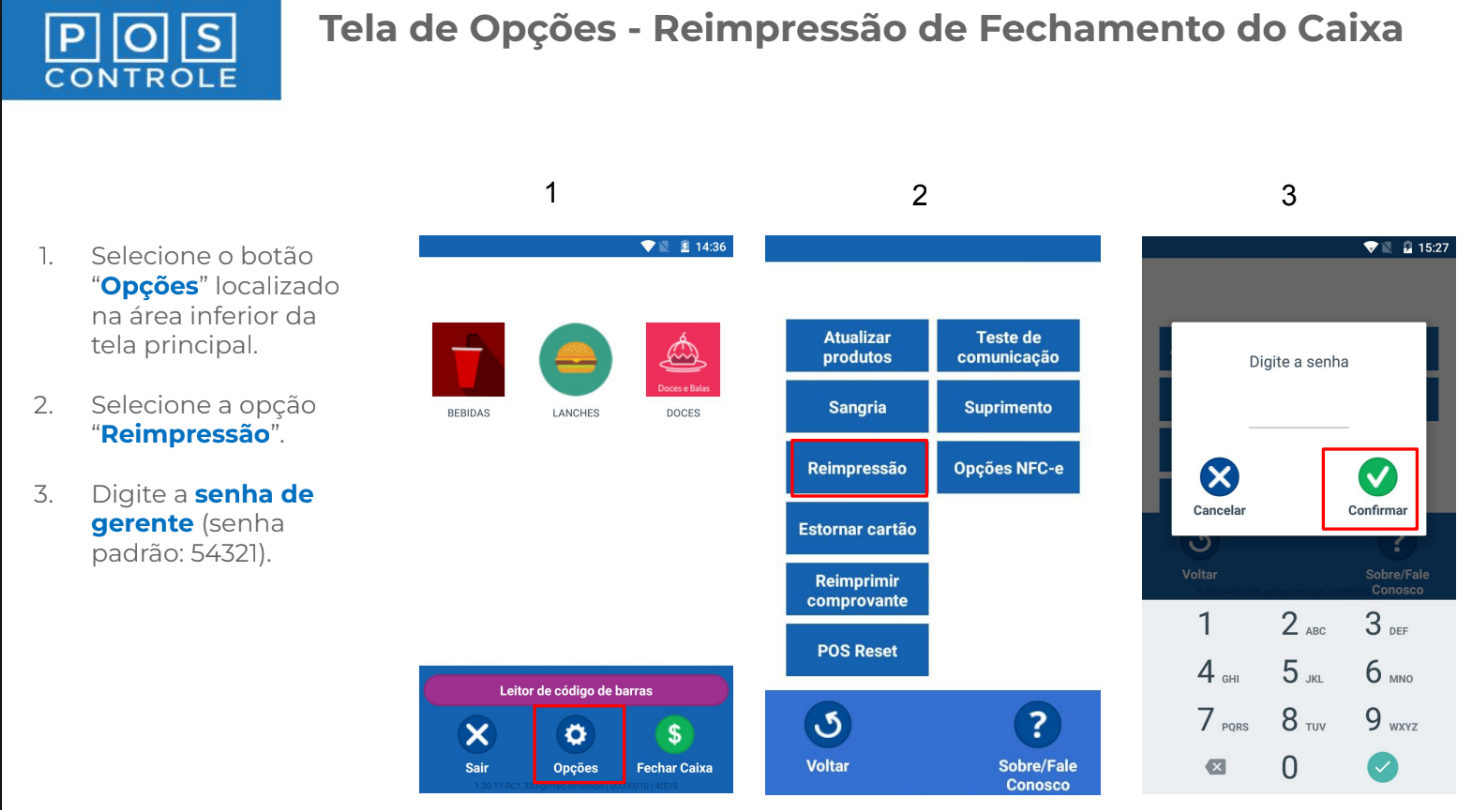 POS
CONTROLE
Tela de Opções - Reimpressão de Fechamento do Caixa
1. Selecione o botão
“Opções” localizado
na área inferior da
tela principal.
2. Selecione a opção
“Reimpressão”.
3. Digite a senha de
gerente (senha
padrão: 54321).
1
14:36
Doces e Balas
BEBIDAS LANCHES DOCES
Leitor de código de barras
Sair Opções Fechar Caixa
2
Atualizar
produtos
Teste de
comunicação
Sangria
Suprimento
Reimpressão
Opções NFC-e
Estornar cartão
Reimprimir
comprovante
POS Reset
Voltar
Sobre/Fale
Conosco
3
15:27
Digite a senha
Cancelar Confirmar
?
Voltar
Sobre/Fale
Conosco
1 2 ABC 3 DEF
4 GHI 5 JKL 6 MNO
7 PQRS 8 TUV 9 WXYZ
0